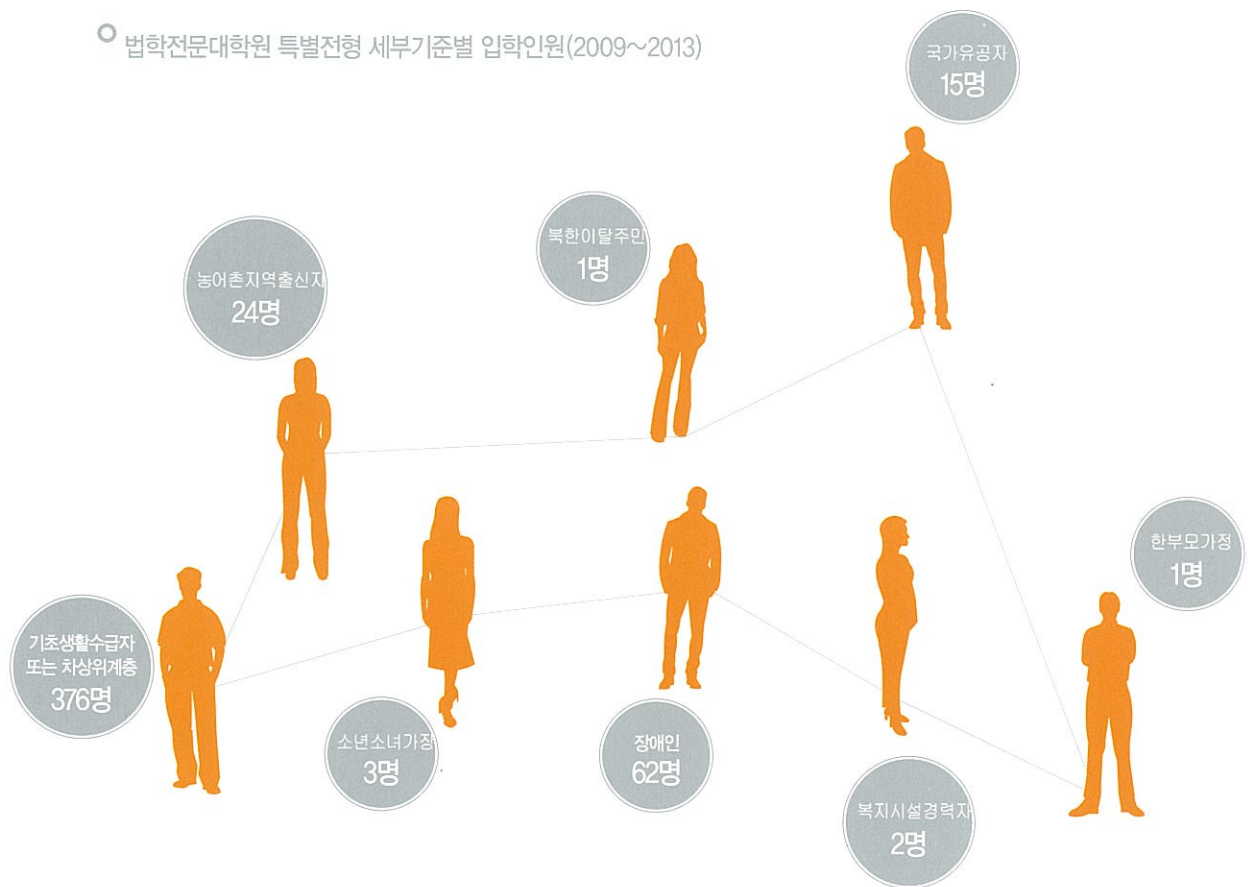 법학전문대학원 특별전형 세부기준별 입학인원(2009~2013)
국가유공자
15명
북한이탈주민
1명
농어촌지역출신자
24명
한부모가정
1명
기초생활수급자
또는 차상위계층
376명
소년소녀가장
3명
장애인
62명
복지시설경력자
2명